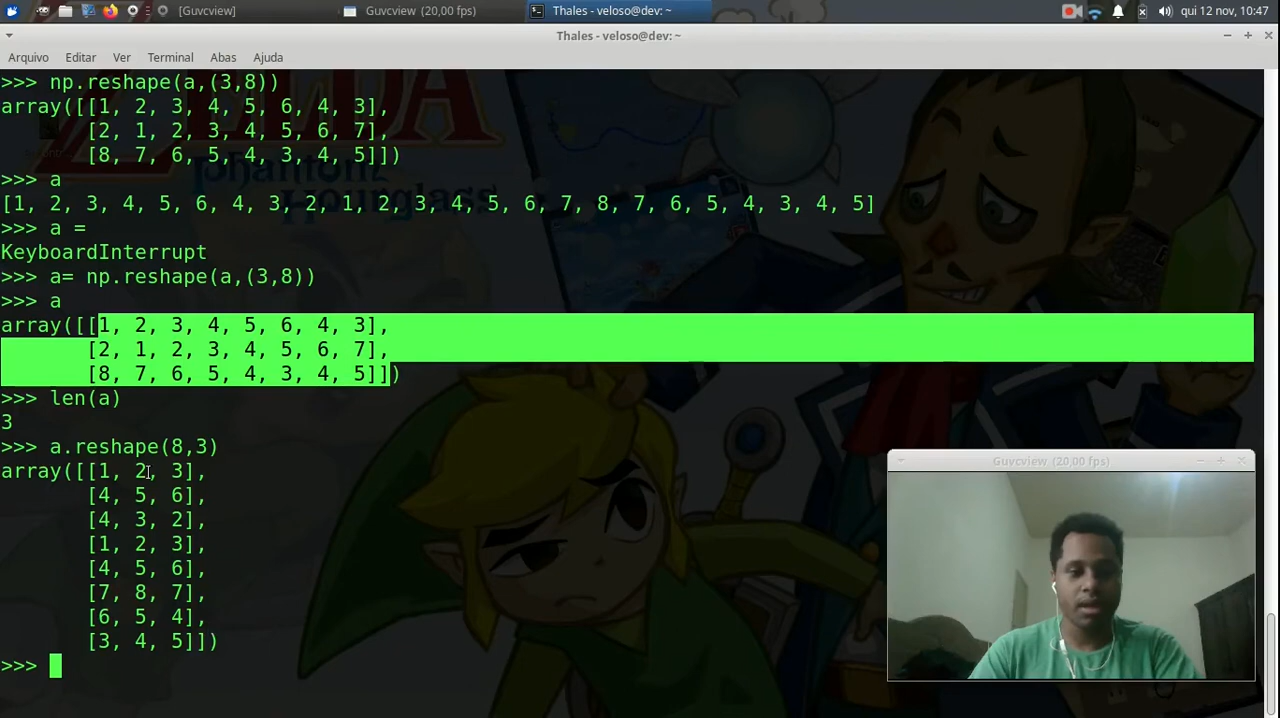 [Guvcview]
Guvcview (20,00 fps)
Thales - veloso@dev: ~
qui 12 nov, 10:47
Thales - veloso@dev: ~
Arquivo Editar Ver Terminal Abas Ajuda
>>> np.reshape(a,(3,8))
array([[1, 2, 3, 4, 5, 6, 4, 3],
[2, 1, 2, 3, 4, 5, 6, 7],
[8, 7, 6, 5, 4, 3, 4, 5]])
>>> a
[1, 2, 3, 4, 5, 6, 4, 3, 2, 1, 2, 3, 4, 5, 6, 7, 8, 7, 6, 5, 4, 3, 4, 5]
>>> a =
KeyboardInterrupt
>>> a= np.reshape(a,(3,8))
>>> a
array([[1, 2, 3, 4, 5, 6, 4, 3],
[2, 1, 2, 3, 4, 5, 6, 7],
[8, 7, 6, 5, 4, 3, 4, 5]])
>>> len(a)
3
>>> a.reshape(8,3)
array([[1, 2, 3],
[4, 5, 6],
[4, 3, 2],
[1, 2, 3],
[4, 5, 6],
[7, 8, 7],
[6, 5, 4],
[3, 4, 5]])
>>>
Guvcview (20,00 fps)
Phantom
Hourglass